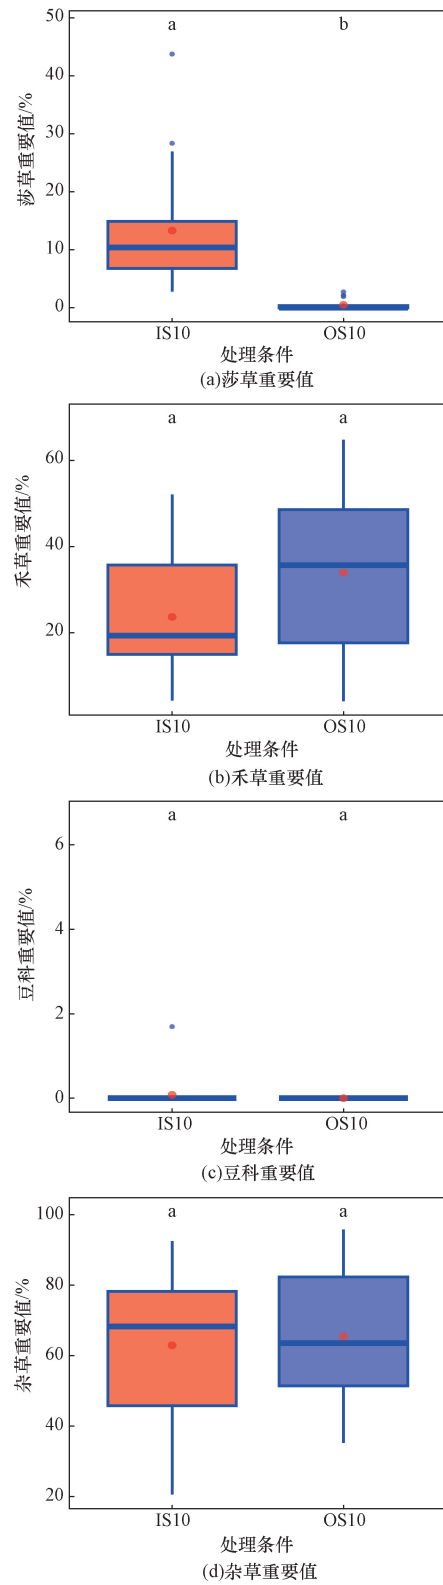 a b
50
40
30
20
10
0
莎草重要值/%
IS10 OS10
处理条件
(a)莎草重要值
a a
60
40
20
禾草重要值/%
IS10 OS10
处理条件
(b)禾草重要值
a a
6
4
2
0
豆科重要值/%
IS10 OS10
处理条件
(c)豆科重要值
a a
100
80
60
40
20
杂草重要值/%
IS10 OS10
处理条件
(d)杂草重要值